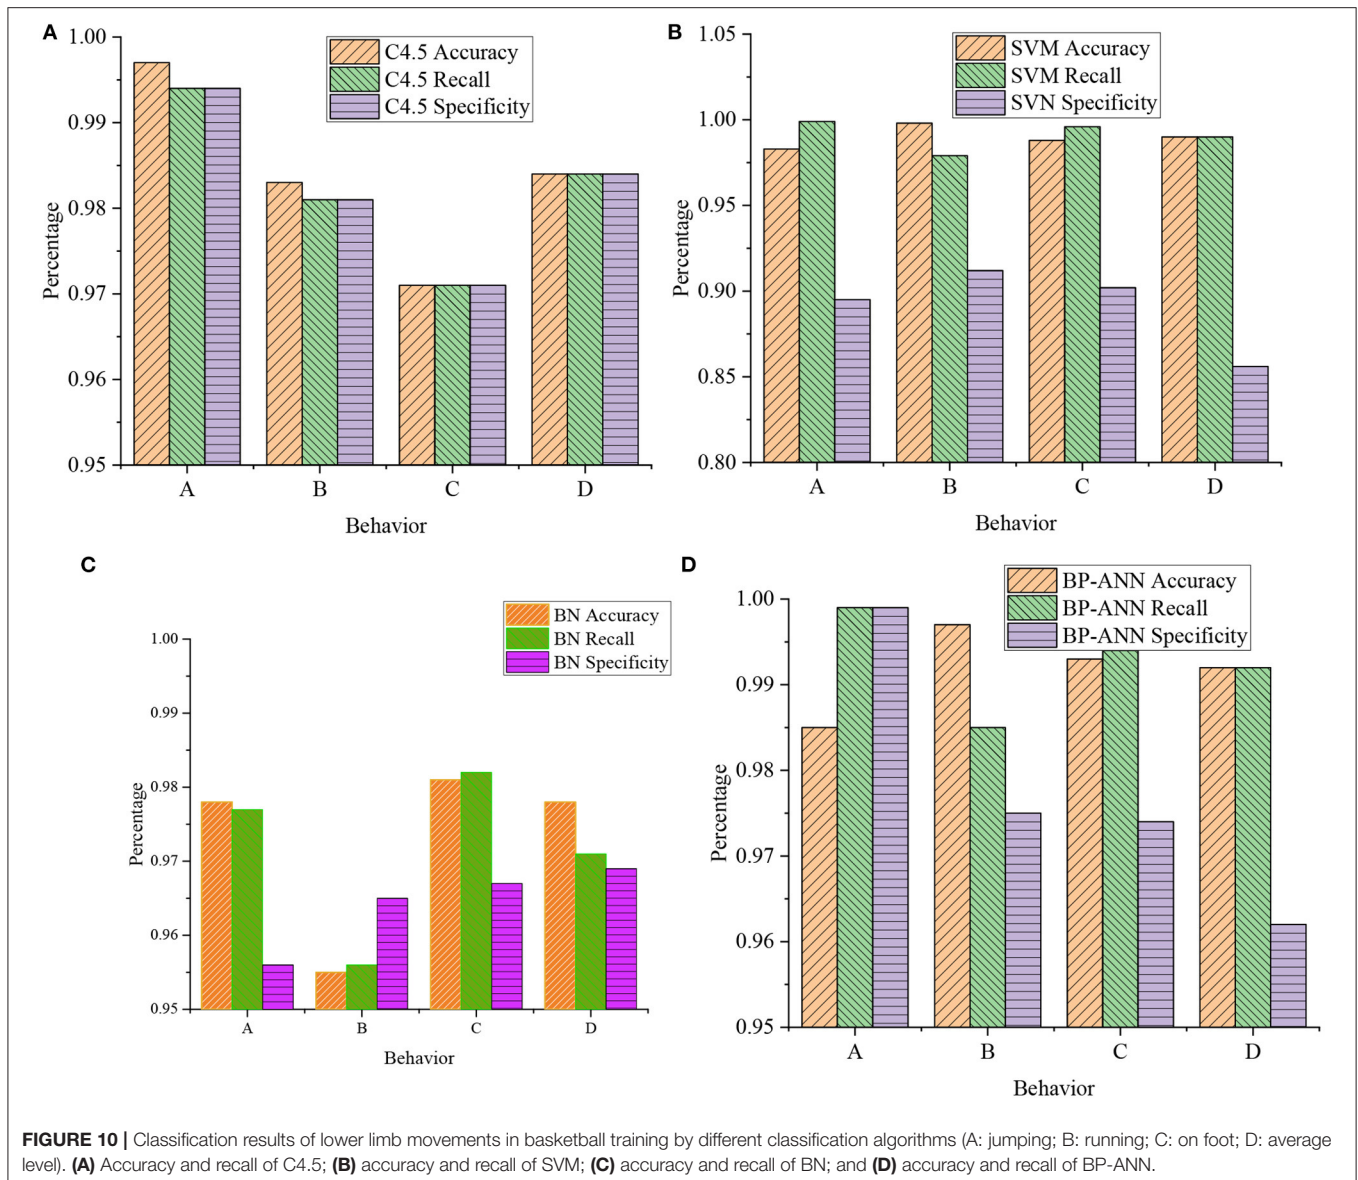 A
1.00
0.99
0.98
0.97
0.96
0.95
Percentage
C4.5 Accuracy
C4.5 Recall
C4.5 Specificity
A B C D
Behavior
B
1.05
1.00
0.95
0.90
0.85
0.80
Percentage
SVM Accuracy
SVM Recall
SVN Specificity
A B C D
Behavior
C
1.00
0.99
0.98
0.97
0.96
0.95
Percentage
BN Accuracy
BN Recall
BN Specificity
A B C D
Behavior
D
1.00
0.99
0.98
0.97
0.96
0.95
Percentage
BP-ANN Accuracy
BP-ANN Recall
BP-ANN Specificity
A B C D
Behavior
FIGURE 10 | Classification results of lower limb movements in basketball training by different classification algorithms (A: jumping; B: running; C: on foot; D: average
level). (A) Accuracy and recall of C4.5; (B) accuracy and recall of SVM; (C) accuracy and recall of BN; and (D) accuracy and recall of BP-ANN.